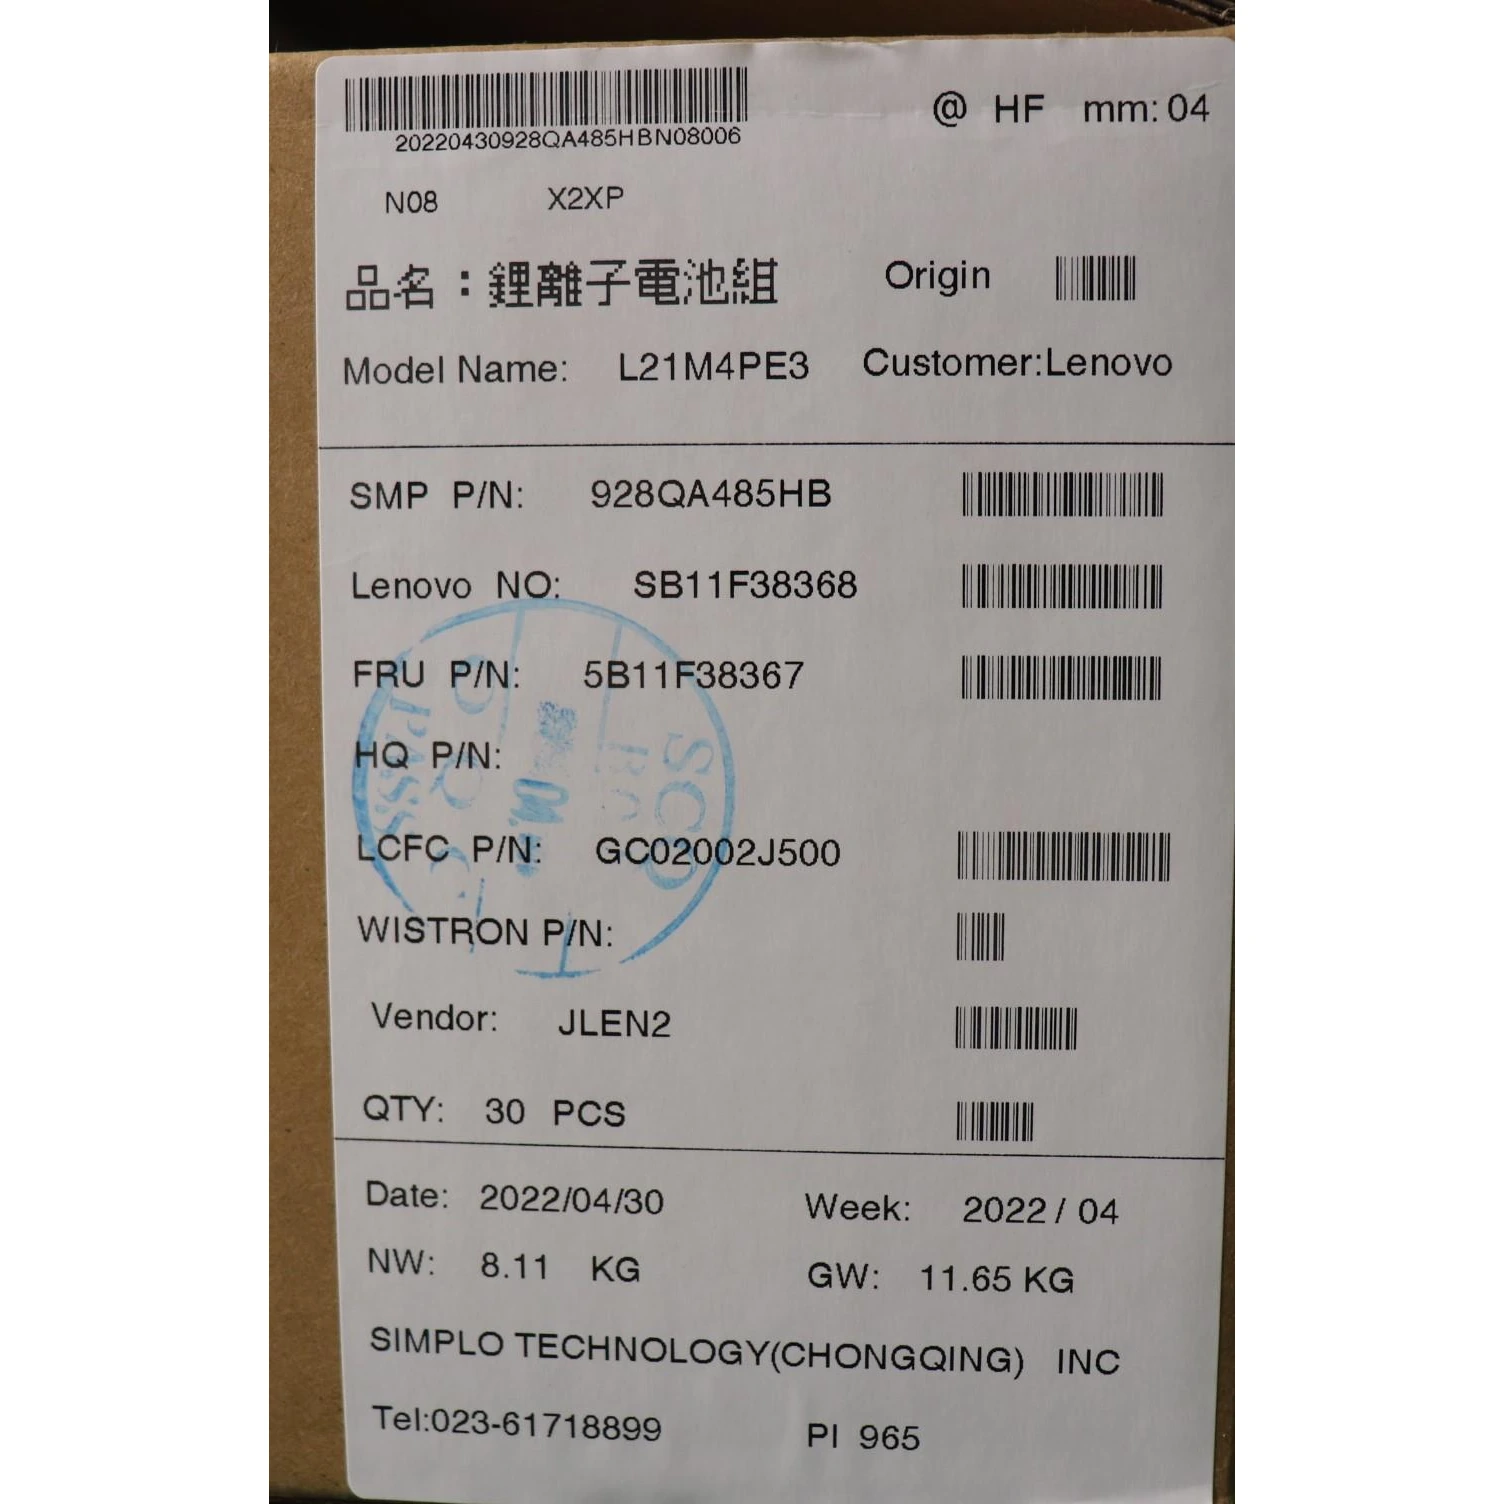 @ HF mm: 04
20220430928QA485HBN08006
N08 X2XP
品名：鋰離子電池組 Origin
Model Name: L21M4PE3 Customer:Lenovo
SMP P/N: 928QA485HB
Lenovo NO: SB11F38368
FRU P/N: 5B11F38367
HQ P/N:
LCFC P/N: GC02002J500
WISTRON P/N:
Vendor: JLEN2
QTY: 30 PCS
Date: 2022/04/30 Week: 2022 / 04
NW: 8.11 KG GW: 11.65 KG
SIMPLO TECHNOLOGY(CHONGQING) INC
Tel:023-61718899 PI 965
PASS